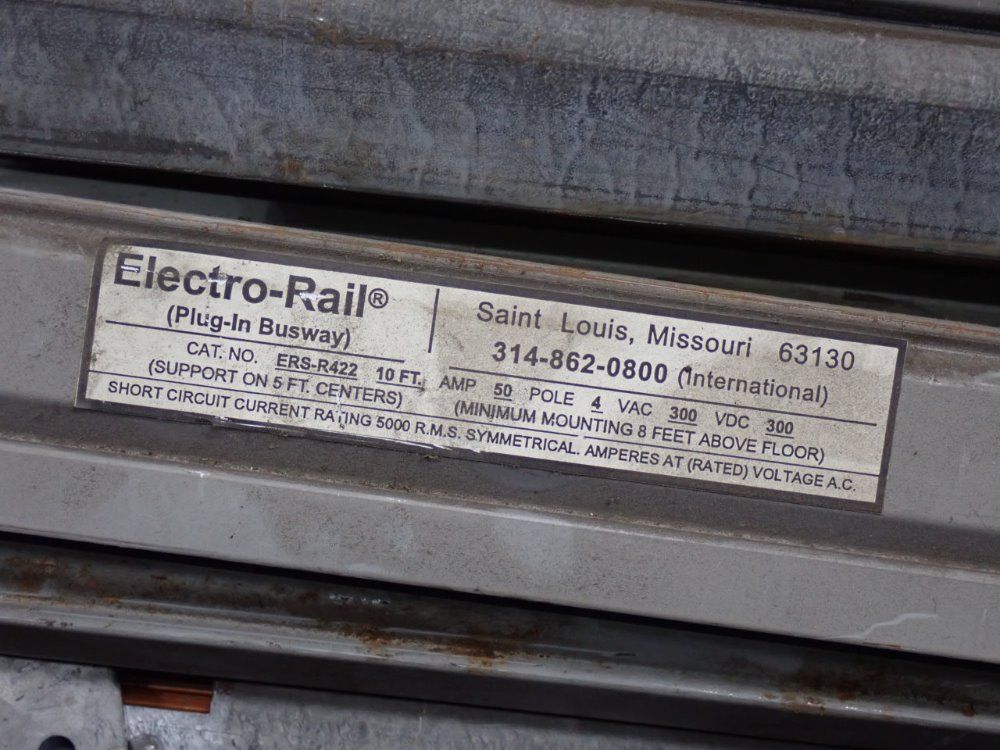 Electro-Rail®
(Plug-In Busway)
Saint Louis, Missouri 63130
314-862-0800 (International)
CAT. NO. ERS-R422 10 FT. AMP 50 POLE 4 VAC 300 VDC 300
(SUPPORT ON 5 FT. CENTERS) (MINIMUM MOUNTING 8 FEET ABOVE FLOOR)
SHORT CIRCUIT CURRENT RATING 5000 R.M.S. SYMMETRICAL. AMPERES AT (RATED) VOLTAGE A.C.